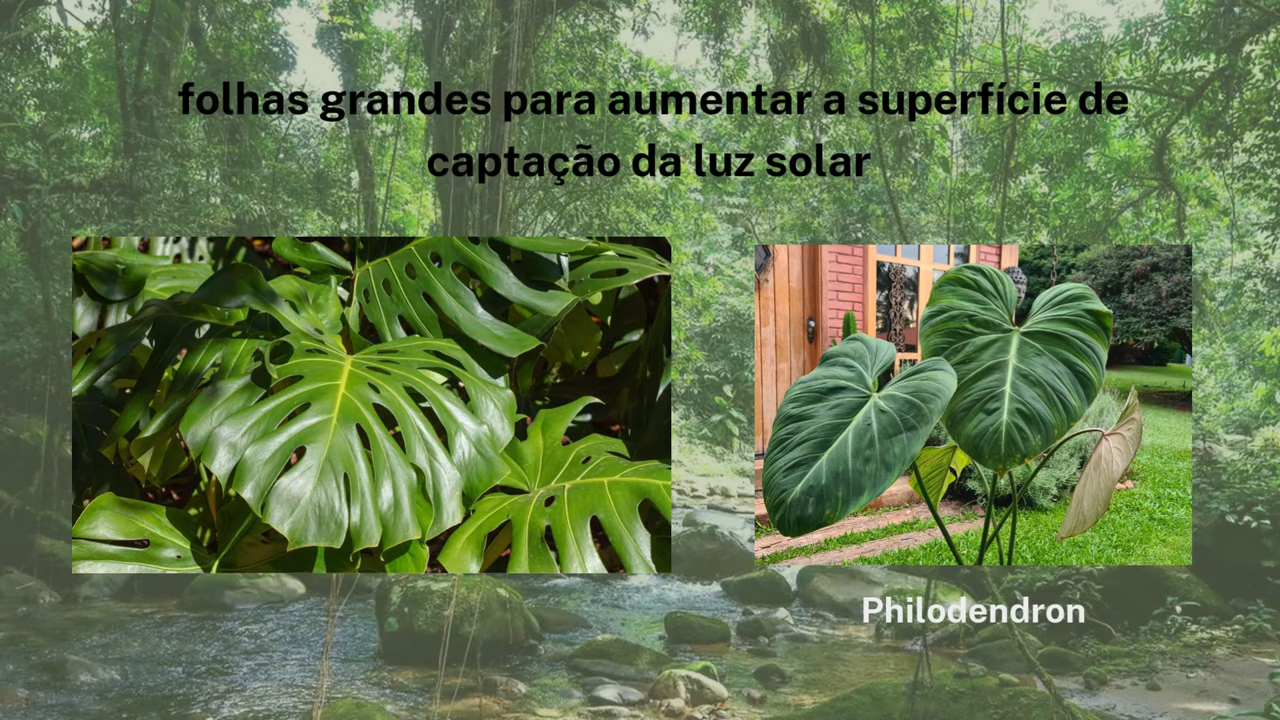 folhas grandes para aumentar a superfície de
captação da luz solar
Philodendron